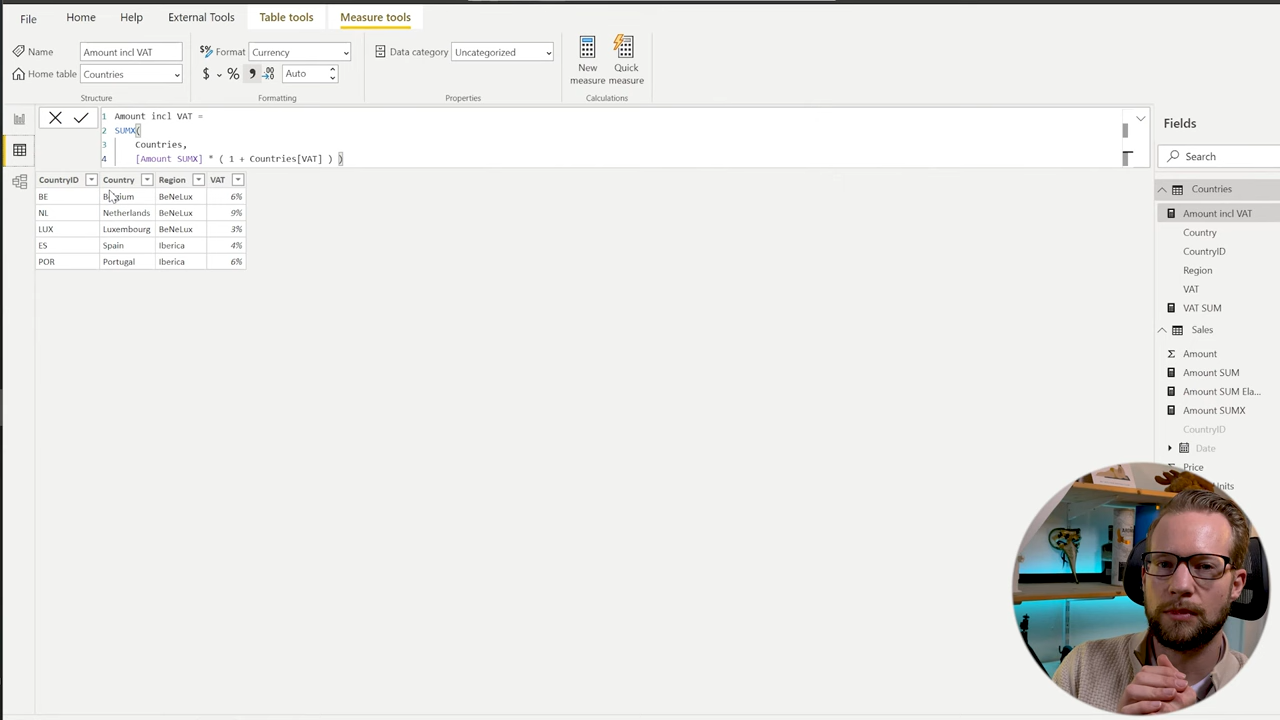 File Home Help External Tools Table tools Measure tools
Name Amount incl VAT Format Currency Data category Uncategorized
Home table Countries $ % , Auto New measure Quick measure
Structure Formatting Properties Calculations
1 Amount incl VAT =
2 SUMX(
3 Countries,
4 [Amount SUMX] * ( 1 + Countries[VAT] ) )
CountryID Country Region VAT
BE Belgium BeNeLux 6%
NL Netherlands BeNeLux 9%
LUX Luxembourg BeNeLux 3%
ES Spain Iberica 4%
POR Portugal Iberica 6%
Fields
Search
Countries
Amount incl VAT
Country
CountryID
Region
VAT
VAT SUM
Sales
Σ Amount
Amount SUM
Amount SUM Ela...
Amount SUMX
CountryID
Date
Price